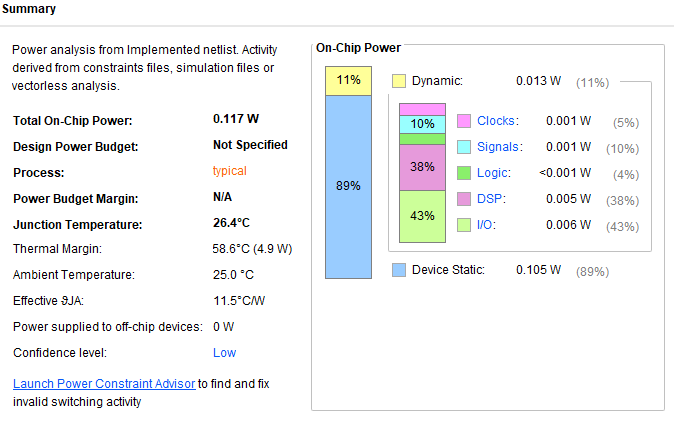 Summary
Power analysis from Implemented netlist. Activity
derived from constraints files, simulation files or
vectorless analysis.
Total On-Chip Power: 0.117 W
Design Power Budget: Not Specified
Process: typical
Power Budget Margin: N/A
Junction Temperature: 26.4°C
Thermal Margin: 58.6°C (4.9 W)
Ambient Temperature: 25.0 °C
Effective ϑJA: 11.5°C/W
Power supplied to off-chip devices: 0 W
Confidence level: Low
Launch Power Constraint Advisor to find and fix
invalid switching activity
On-Chip Power
11%
89%
Dynamic: 0.013 W (11%)
10%
38%
43%
Clocks: 0.001 W (5%)
Signals: 0.001 W (10%)
Logic: <0.001 W (4%)
DSP: 0.005 W (38%)
I/O: 0.006 W (43%)
Device Static: 0.105 W (89%)